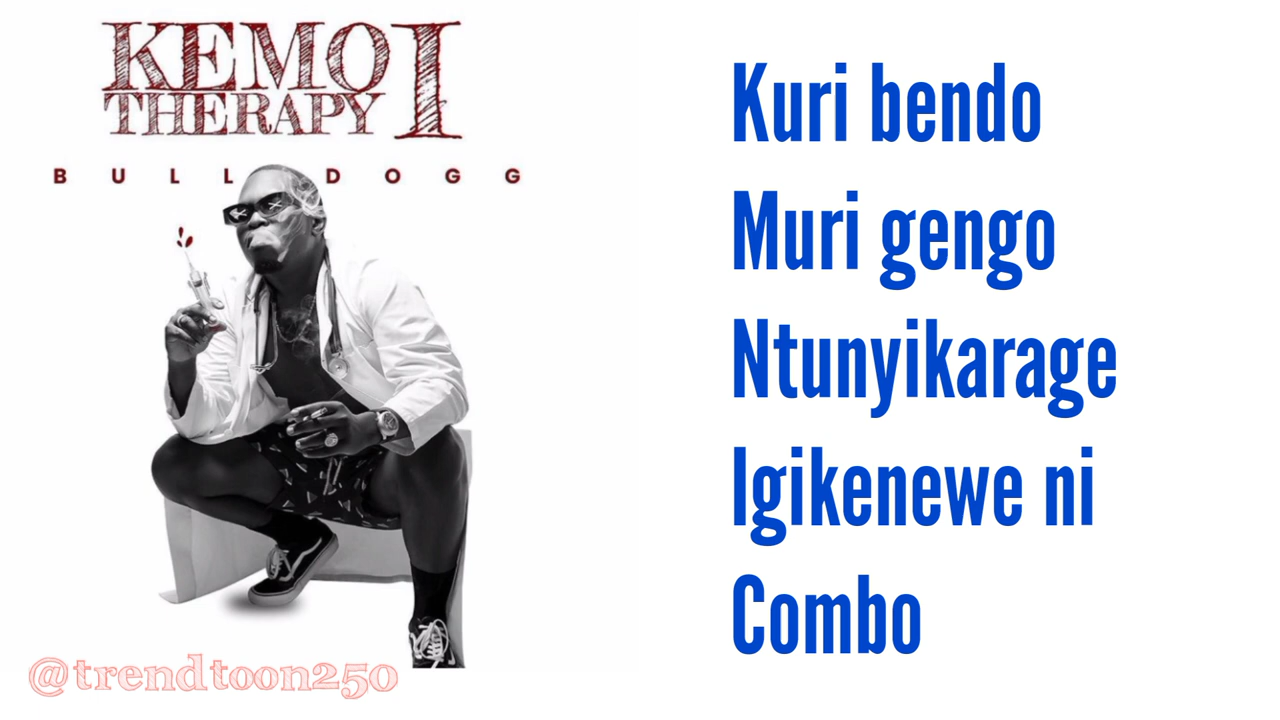 KEMO I
THERAPY
BULLDOGG
Kuri bendo
Muri gengo
Ntunyikarage
Igikenewe ni
Combo
@trendtoon250